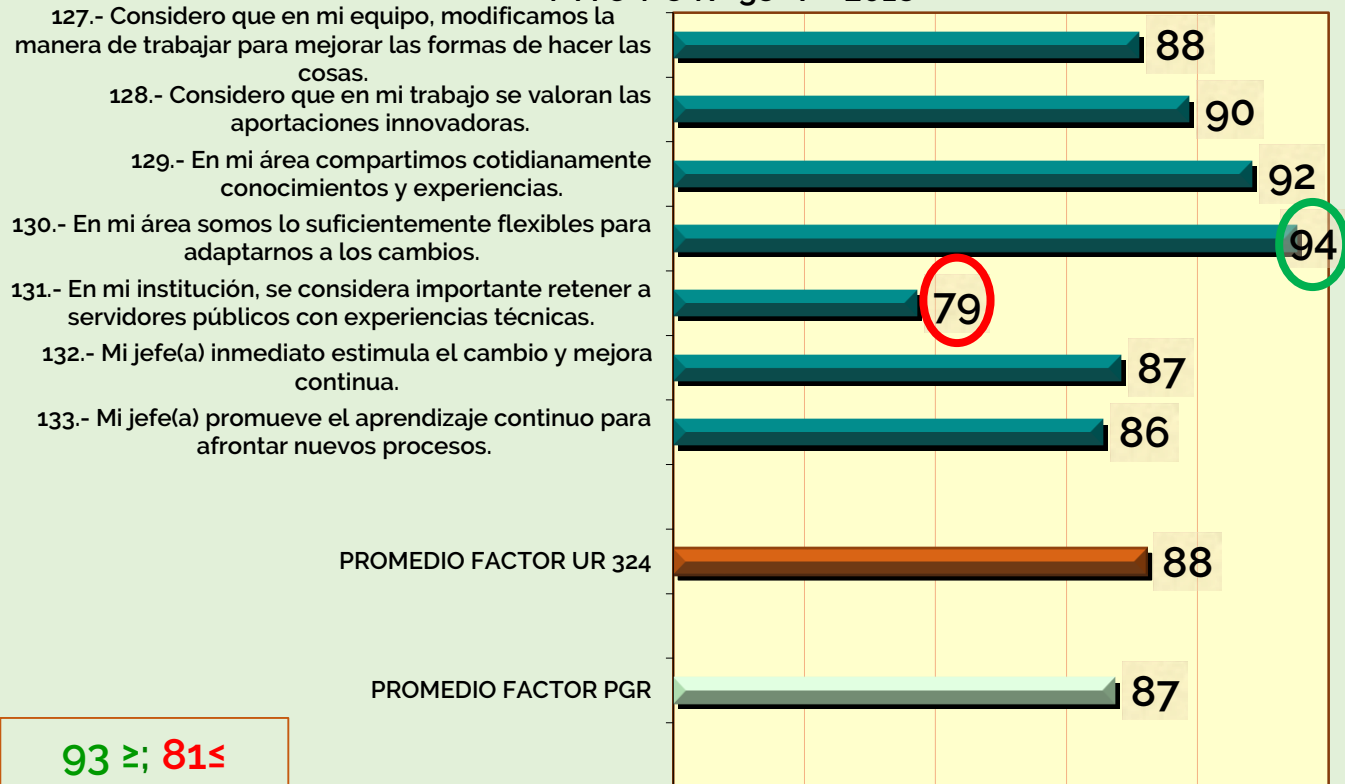 2018
127.- Considero que en mi equipo, modificamos la
manera de trabajar para mejorar las formas de hacer las
cosas.
88
128.- Considero que en mi trabajo se valoran las
aportaciones innovadoras.
90
129.- En mi área compartimos cotidianamente
conocimientos y experiencias.
92
130.- En mi área somos lo suficientemente flexibles para
adaptarnos a los cambios.
94
131.- En mi institución, se considera importante retener a
servidores públicos con experiencias técnicas.
79
132.- Mi jefe(a) inmediato estimula el cambio y mejora
continua.
87
133.- Mi jefe(a) promueve el aprendizaje continuo para
afrontar nuevos procesos.
86
PROMEDIO FACTOR UR 324
88
PROMEDIO FACTOR PGR
87
93 ≥; 81≤